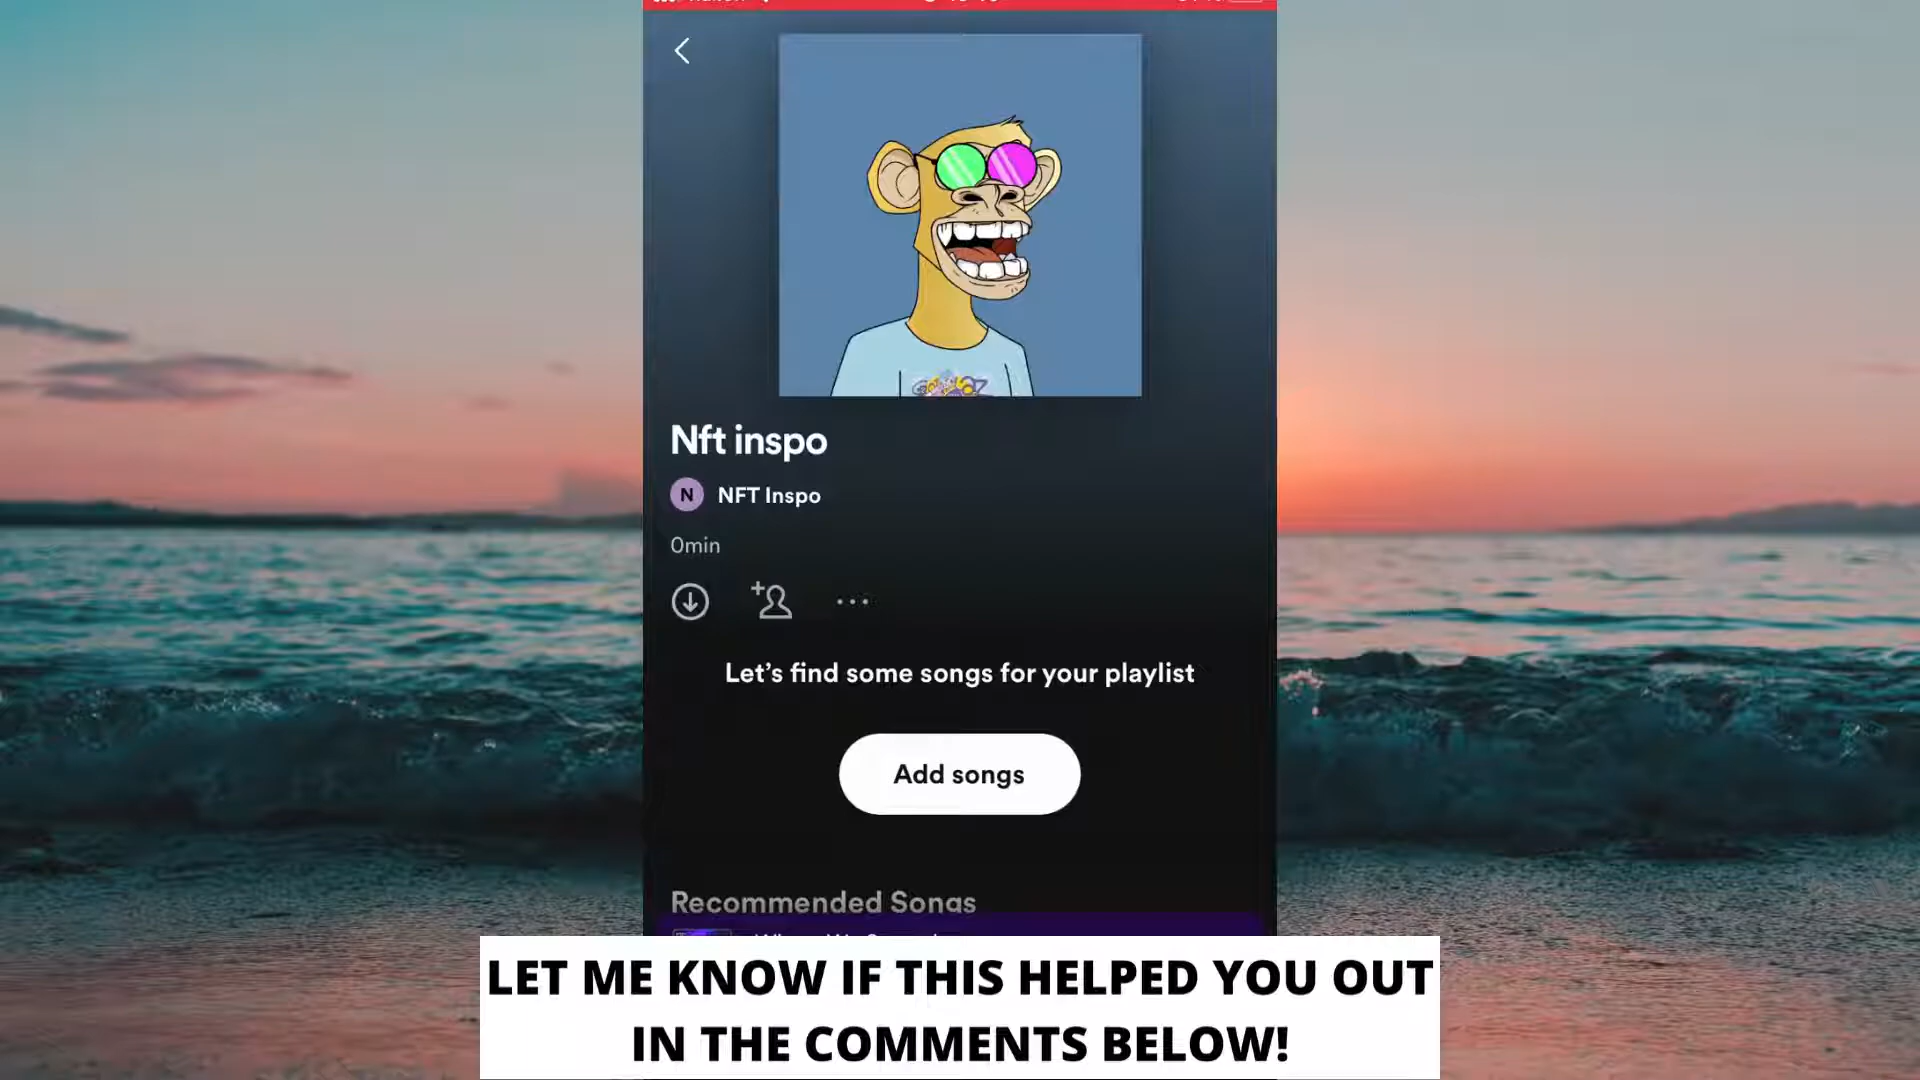 Nft inspo
N
NFT Inspo
0min
Let's find some songs for your playlist
Add songs
Recommended Songs
LET ME KNOW IF THIS HELPED YOU OUT
IN THE COMMENTS BELOW!